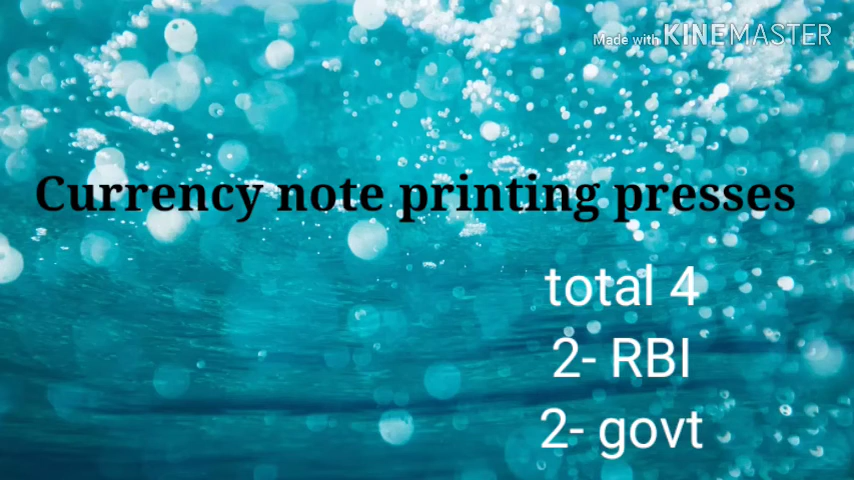 Made with KINEMASTER
Currency note printing presses
total 4
2- RBI
2- govt